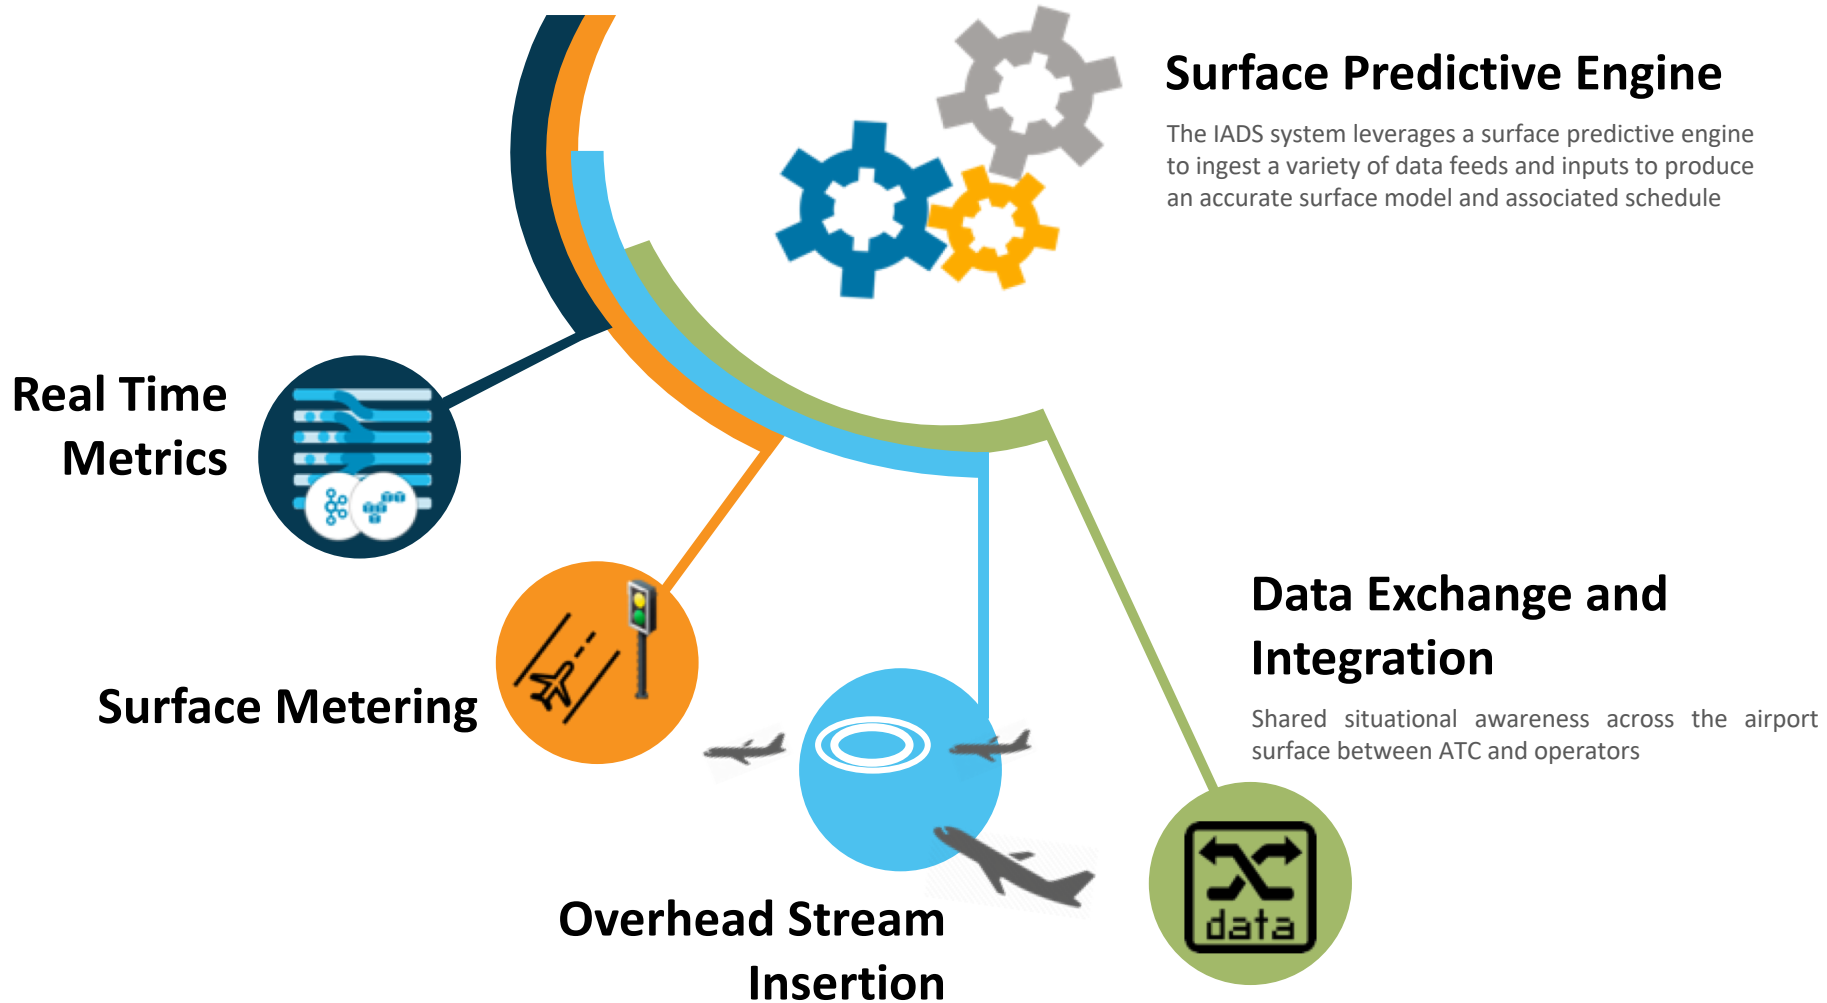 Surface Predictive Engine
The IADS system leverages a surface predictive engine
to ingest a variety of data feeds and inputs to produce
an accurate surface model and associated schedule
Real Time
Metrics
Surface Metering
Overhead Stream
Insertion
Data Exchange and
Integration
Shared situational awareness across the airport
surface between ATC and operators
data